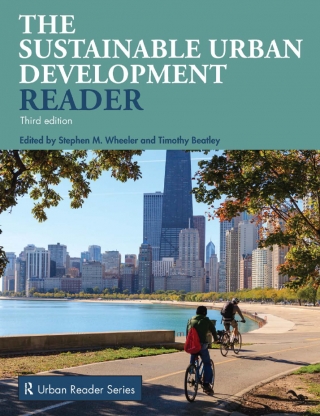 THE
SUSTAINABLE URBAN
DEVELOPMENT
READER
Third edition
Edited by Stephen M. Wheeler and Timothy Beatley
R Urban Reader Series